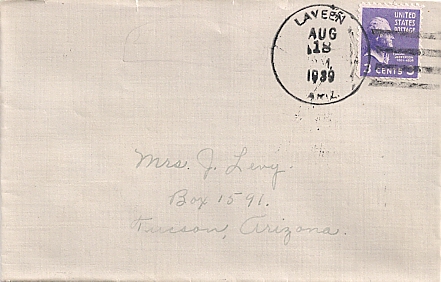 LAVEEN
AUG
18
1939
ARIZ.
UNITED
STATES
POSTAGE
3 CENTS 3
Mrs. J. Levy.
Box 1591.
Tucson, Arizona.